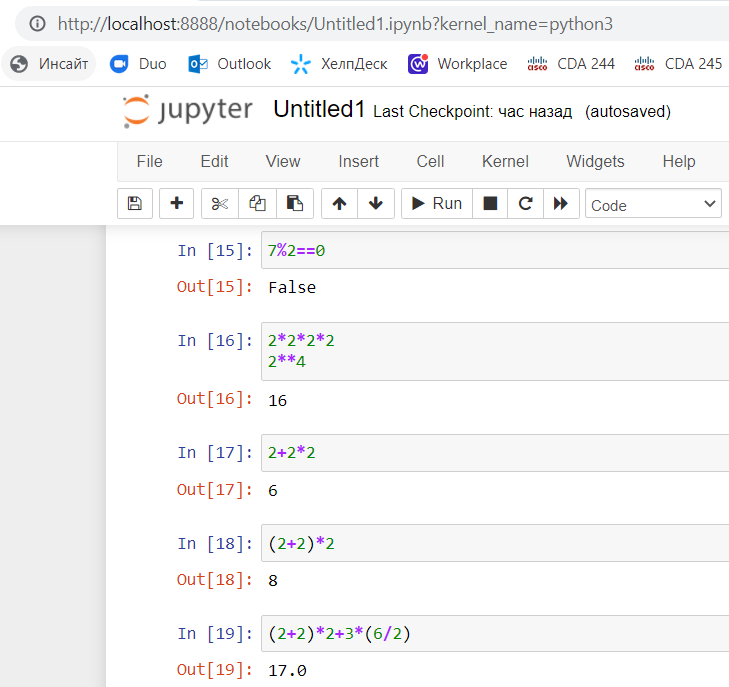 http://localhost:8888/notebooks/Untitled1.ipynb?kernel_name=python3
Инсайт Duo Outlook ХелпДеск Workplace CDA 244 CDA 245
jupyter Untitled1 Last Checkpoint: час назад (autosaved)
File Edit View Insert Cell Kernel Widgets Help
Run Code
In [15]: 7%2==0
Out[15]: False
In [16]: 2*2*2*2
2**4
Out[16]: 16
In [17]: 2+2*2
Out[17]: 6
In [18]: (2+2)*2
Out[18]: 8
In [19]: (2+2)*2+3*(6/2)
Out[19]: 17.0